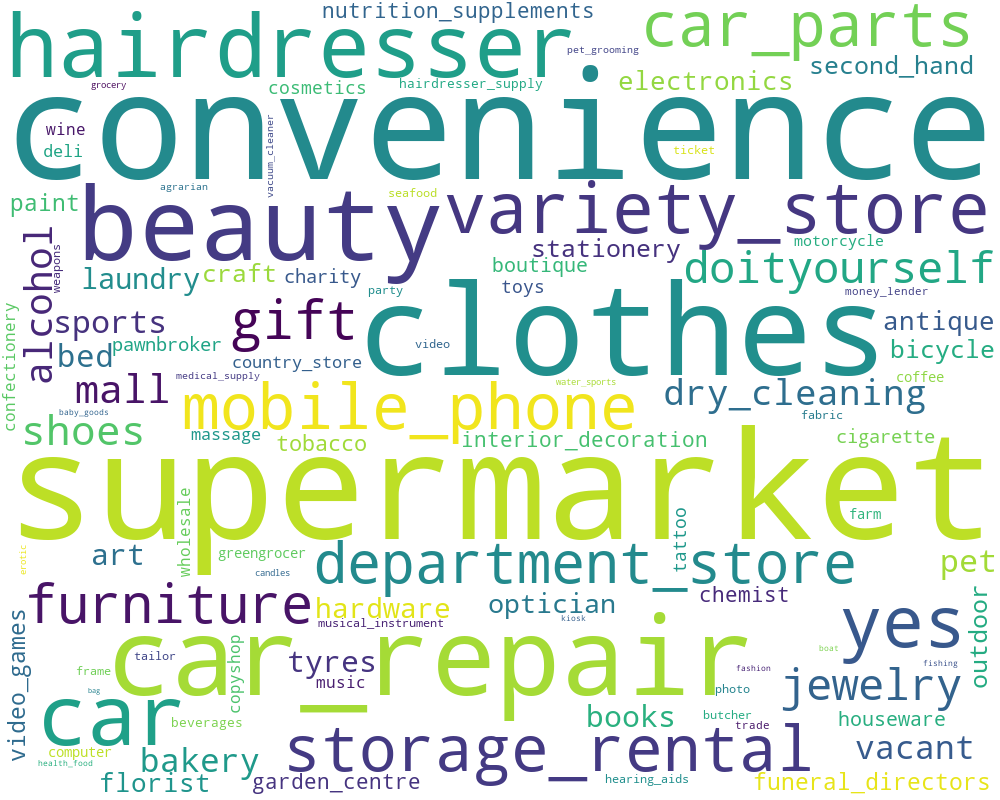 nutrition_supplements
hairdresser
car_parts
pet_grooming
second_hand
grocery
cosmetics
hairdresser_supply
electronics
convenience
wine
deli
vacuum_cleaner
ticket
agrarian
seafood
paint
beauty
variety_store
alcohol
weapons
stationery
motorcycle
laundry
craft
charity
boutique
doityourself
toys
party
money_lender
confectionery
sports
gift
clothes
antique
bed
pawnbroker
video
bicycle
country_store
mall
medical_supply
water_sports
coffee
mobile_phone
dry_cleaning
baby_goods
fabric
shoes
massage
tobacco
interior_decoration
cigarette
supermarket
wholesale
tattoo
farm
erotic
art
greengrocer
department_store
pet
candles
furniture
hardware
optician
chemist
outdoor
musical_instrument
kiosk
yes
video_games
copyshop
car_repair
tailor
tyres
boat
fishing
frame
music
fashion
jewelry
bag
photo
car
beverages
books
butcher
houseware
trade
computer
bakery
storage_rental
vacant
health_food
florist
garden_centre
hearing_aids
funeral_directors